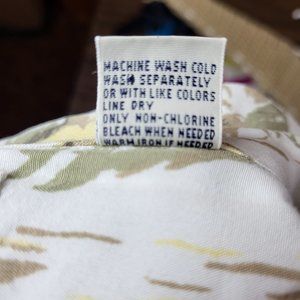 MACHINE WASH COLD
WASH SEPARATELY
OR WITH LIKE COLORS
LINE DRY
ONLY NON-CHLORINE
BLEACH WHEN NEEDED
WARM IRON IF NEEDED